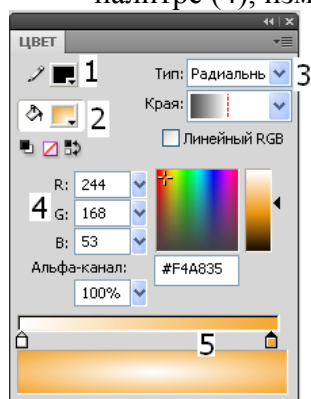 палитре (4), изм
ЦВЕТ
1
Тип: Радиальнь 3
2
Края:
Линейный RGB
R: 244
4 G: 168
B: 53
Альфа-канал: #F4A835
100%
5